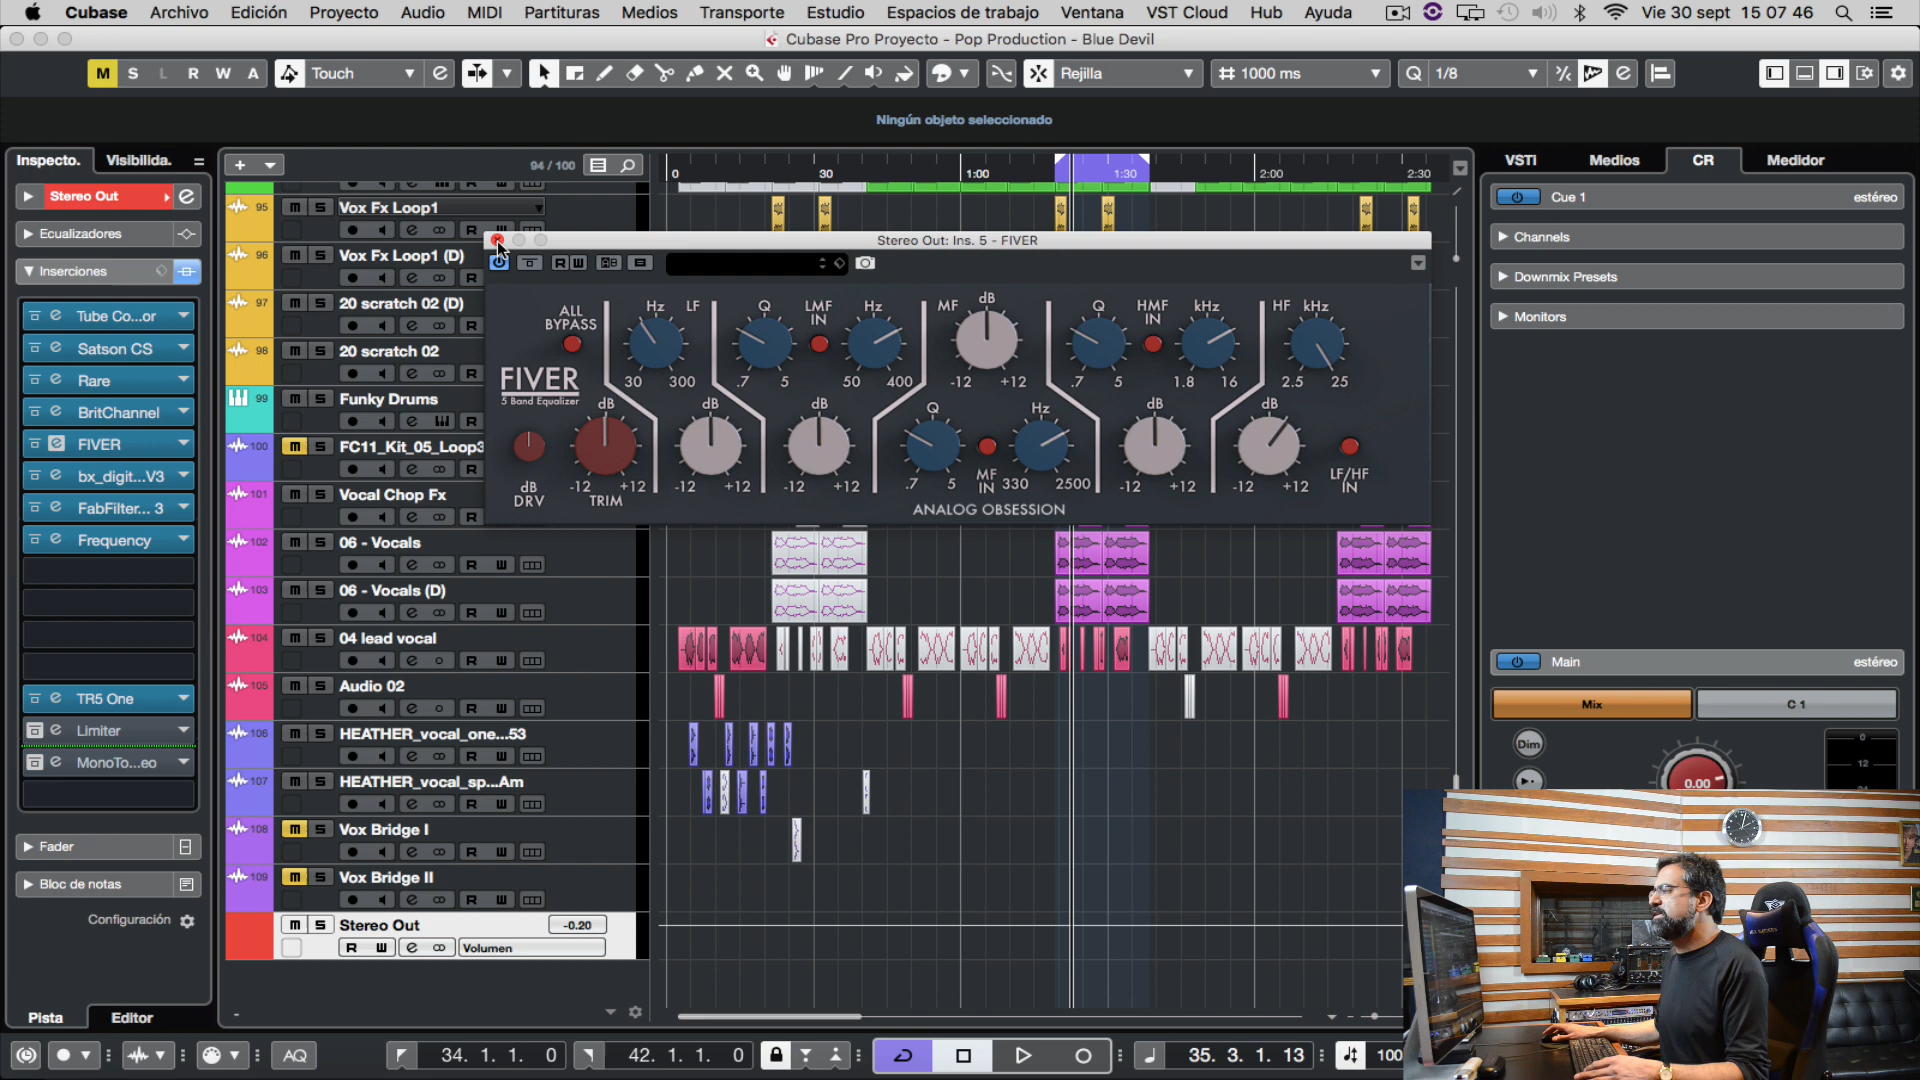 Cubase Archivo Edición Proyecto Audio MIDI Partituras Medios Transporte Estudio Espacios de trabajo Ventana VST Cloud Hub Ayuda Vie 30 sept 15 07 46
Cubase Pro Proyecto - Pop Production - Blue Devil
M S L R W A Touch Rejilla 1000 ms Q 1/8
Ningún objeto seleccionado
Inspecto. Visibilida.
Stereo Out
Ecualizadores
Inserciones
Tube Co...or
Satson CS
Rare
BritChannel
FIVER
bx_digit...V3
FabFilter... 3
Frequency
TR5 One
Limiter
MonoTo...eo
Fader
Bloc de notas
Configuración
Pista Editor
94 / 100
0 30 1:00 1:30 2:00 2:30
95 m S Vox Fx Loop1
96 m S Vox Fx Loop1 (D)
97 m S 20 scratch 02 (D)
98 m S 20 scratch 02
99 m S Funky Drums
100 m S FC11_Kit_05_Loop3
101 m S Vocal Chop Fx
102 m S 06 - Vocals
103 m S 06 - Vocals (D)
104 m S 04 lead vocal
105 m S Audio 02
106 m S HEATHER_vocal_one...53
107 m S HEATHER_vocal_sp...Am
108 m S Vox Bridge I
109 m S Vox Bridge II
m S Stereo Out -0.20
R W Volumen
Stereo Out: Ins. 5 - FIVER
R W AB
ALL BYPASS
Hz LF
30 300
Q LMF IN Hz
.7 5 50 400
MF dB
-12 +12
Q HMF IN kHz
.7 5 1.8 16
HF kHz
2.5 25
FIVER
5 Band Equalizer
dB DRV
dB
-12 +12
TRIM
dB
-12 +12
dB
-12 +12
Q MF IN Hz
.7 5 330 2500
dB
-12 +12
dB
-12 +12
LF/HF IN
ANALOG OBSESSION
VSTi Medios CR Medidor
Cue 1 estéreo
Channels
Downmix Presets
Monitors
Main estéreo
Mix C 1
Dim
0.00
0
12
AQ 34. 1. 1. 0 42. 1. 1. 0 35. 3. 1. 13 100